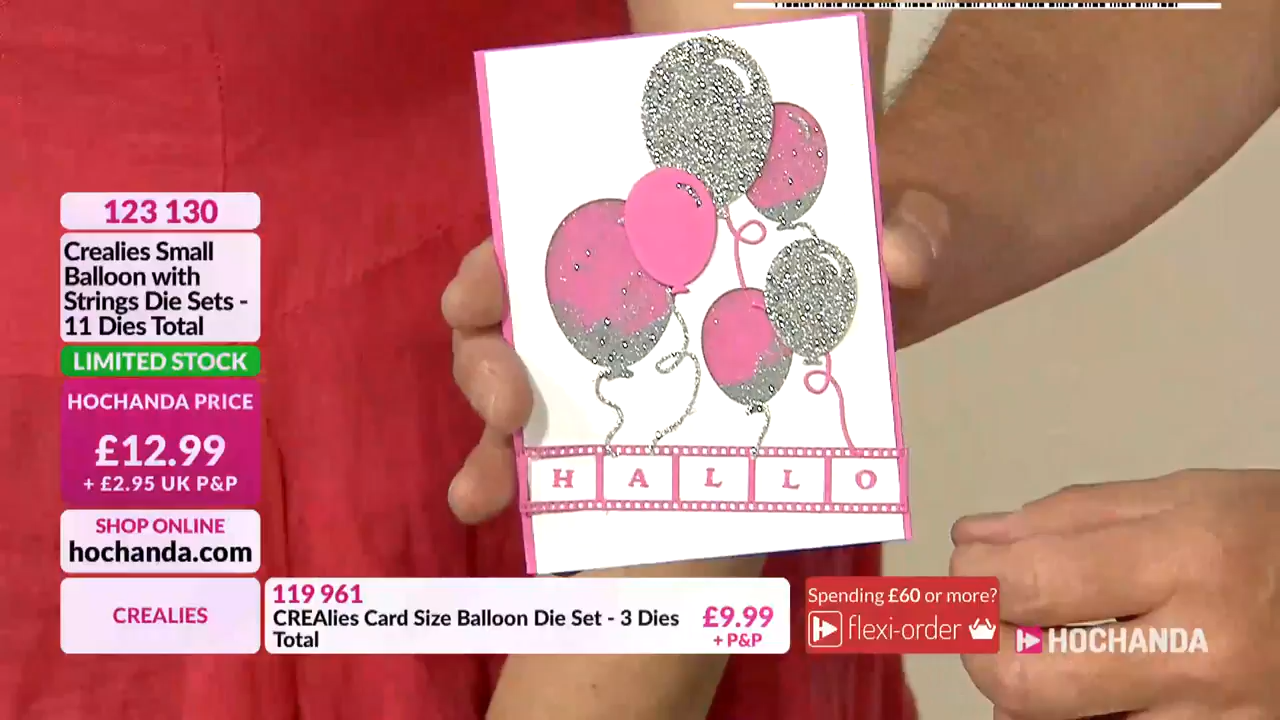 123 130
Crealies Small
Balloon with
Strings Die Sets -
11 Dies Total
LIMITED STOCK
HOCHANDA PRICE
£12.99
+ £2.95 UK P&P
SHOP ONLINE
hochanda.com
CREALIES
119 961
CREAlies Card Size Balloon Die Set - 3 Dies
Total
£9.99
+ P&P
Spending £60 or more?
flexi-order
HOCHANDA
H A L L O